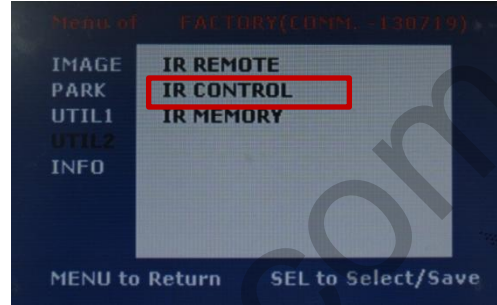 Menu of FACTORY(COMM. -130719)
IMAGE IR REMOTE
PARK IR CONTROL
UTIL1 IR MEMORY
UTIL2
INFO
MENU to Return SEL to Select/Save
com